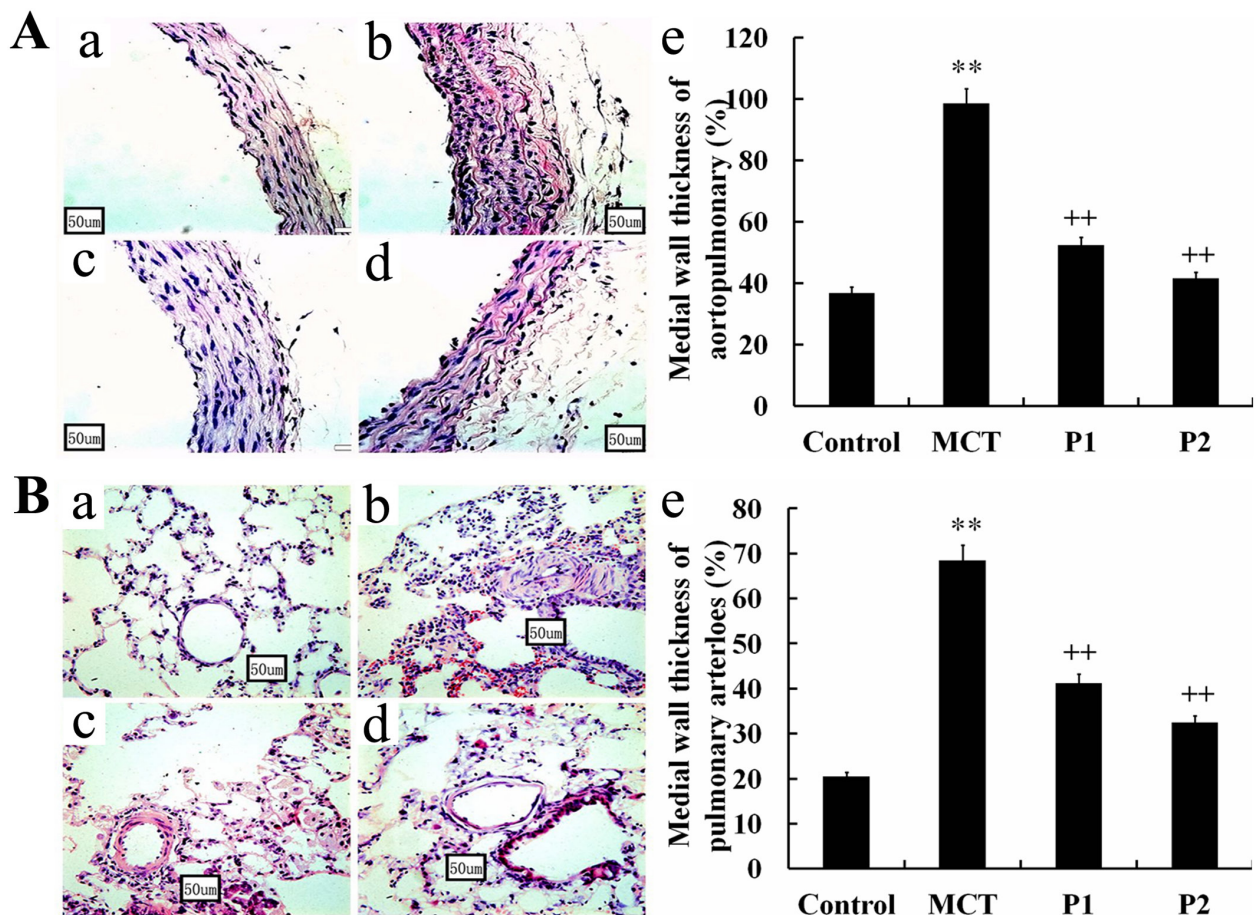 A
a
b
e
50um
50um
c
d
50um
50um
Medial wall thickness of
aortopulmonary (%)
120
100
80
60
40
20
0
**
++
++
Control MCT P1 P2
B
a
b
e
50um
50um
c
d
50um
50um
Medial wall thickness of
pulmonary arterloes (%)
80
70
60
50
40
30
20
10
0
**
++
++
Control MCT P1 P2